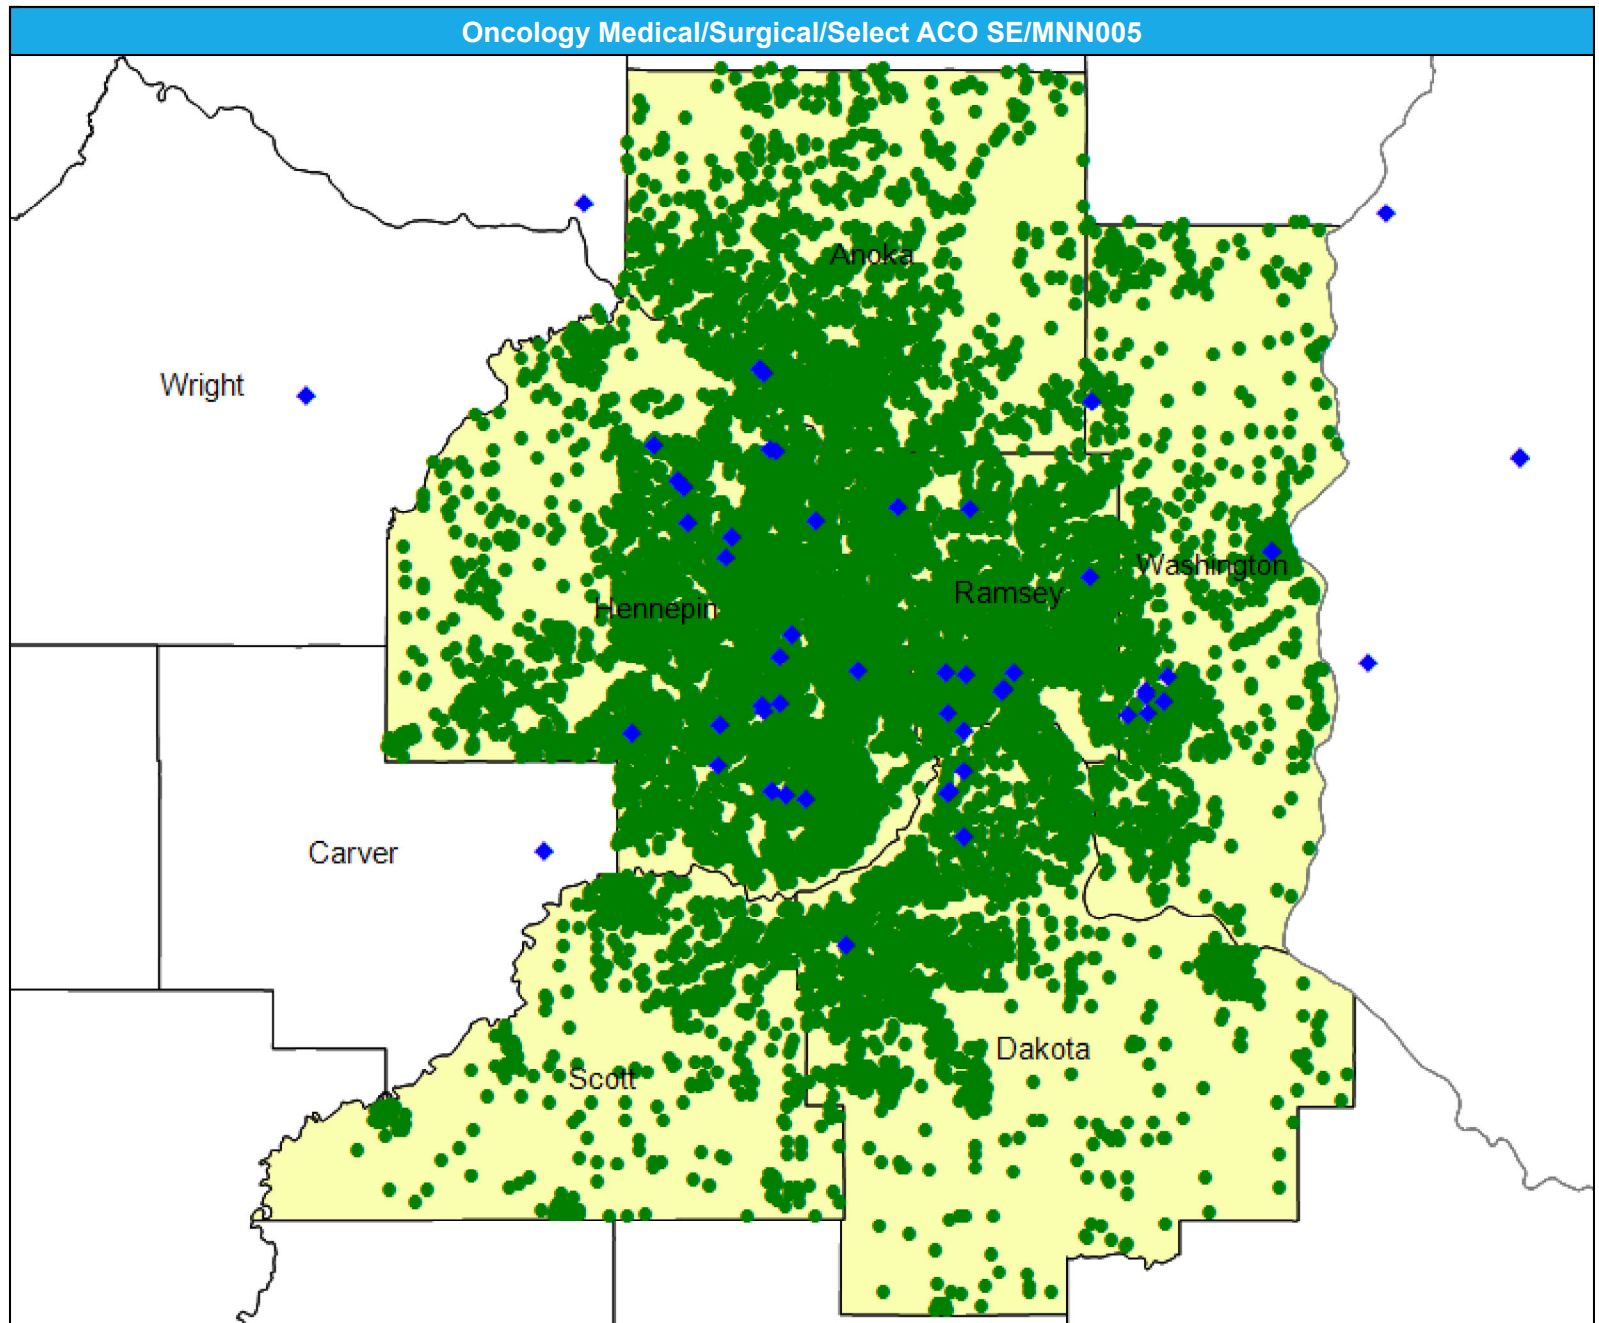 Oncology Medical/Surgical/Select ACO SE/MNN005
Anoka
Wright
Washington
Ramsey
Hennepin
Carver
Dakota
Scott